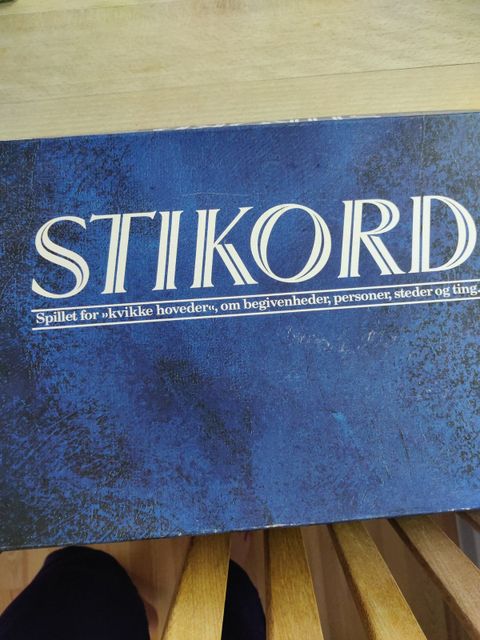 STIKORD
Spillet for »kvikke hoveder«, om begivenheder, personer, steder og ting.